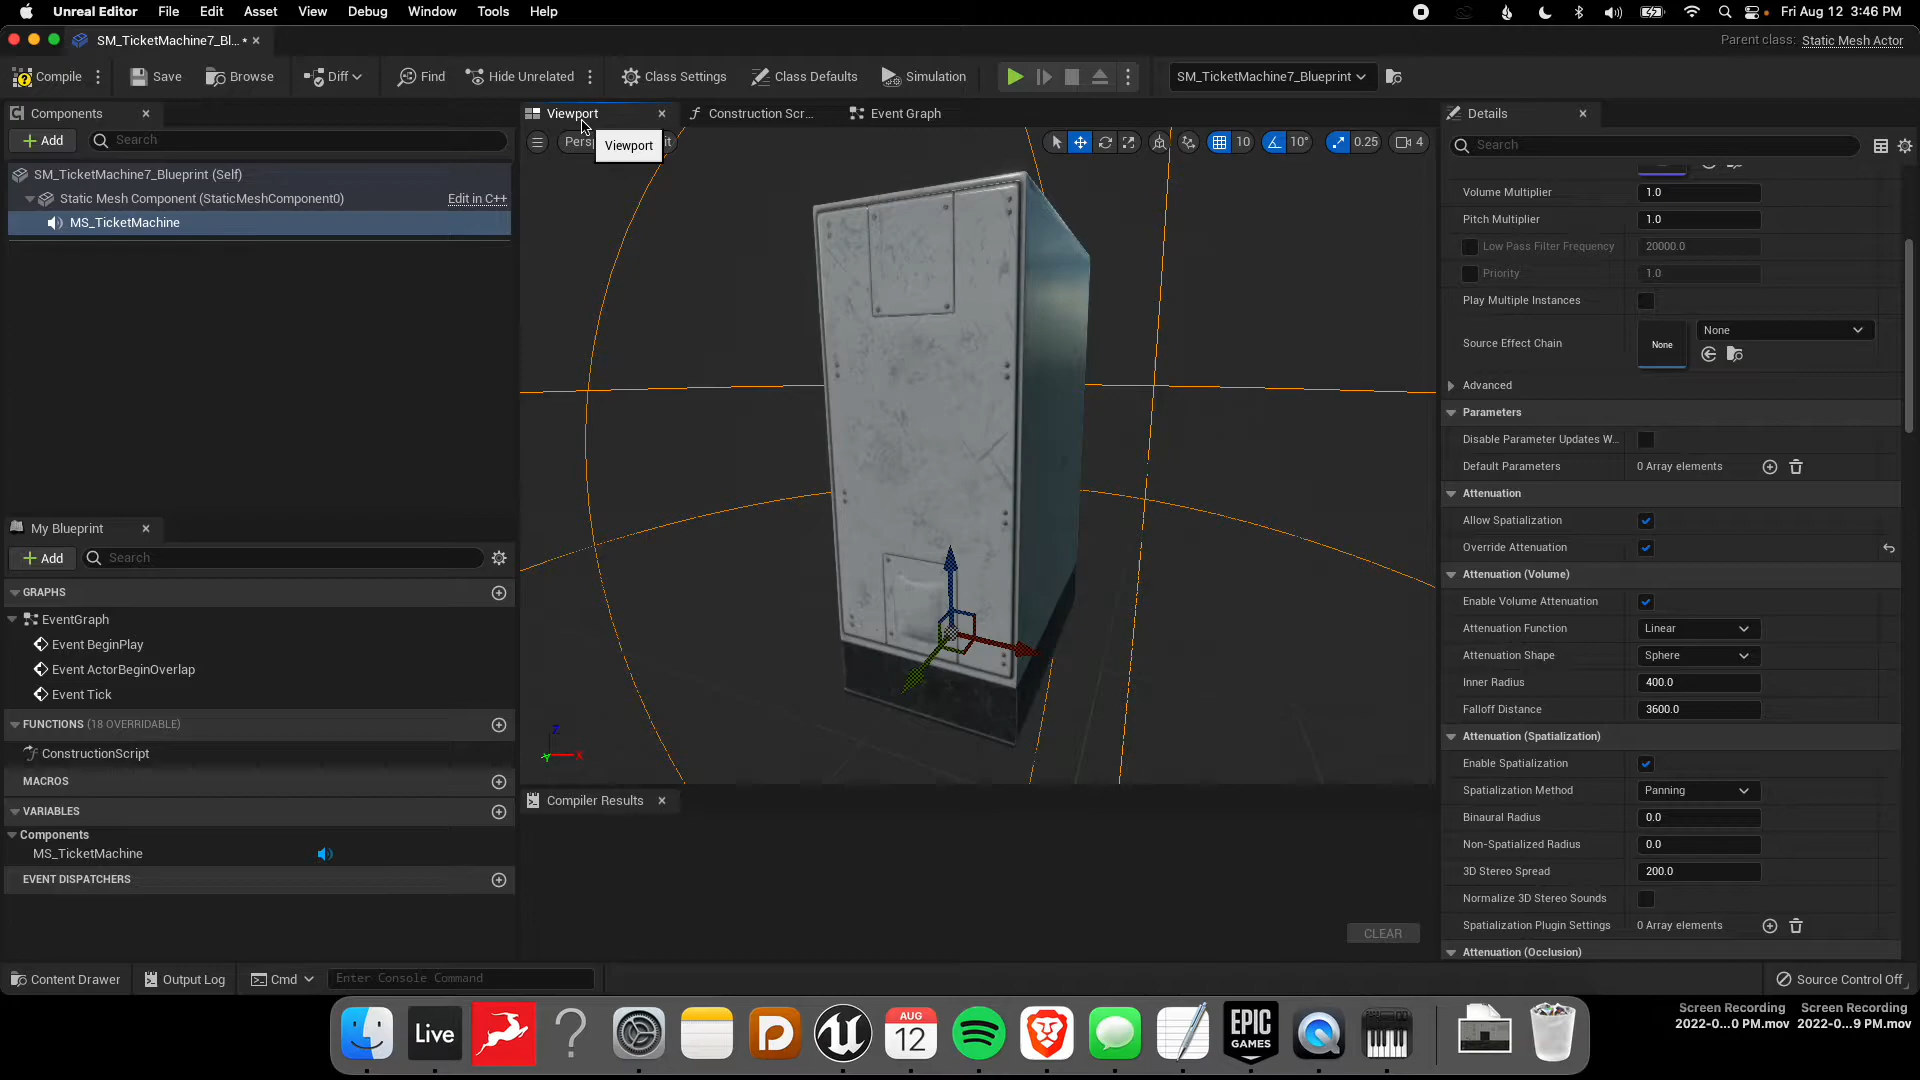 Unreal Editor File Edit Asset View Debug Window Tools Help
Fri Aug 12 3:46 PM
SM_TicketMachine7_Bl...*
Parent class: Static Mesh Actor
Compile Save Browse Diff Find Hide Unrelated Class Settings Class Defaults Simulation SM_TicketMachine7_Blueprint
Components
Add Search
SM_TicketMachine7_Blueprint (Self)
Static Mesh Component (StaticMeshComponent0) Edit in C++
MS_TicketMachine
My Blueprint
Add Search
GRAPHS
EventGraph
Event BeginPlay
Event ActorBeginOverlap
Event Tick
FUNCTIONS (18 OVERRIDABLE)
ConstructionScript
MACROS
VARIABLES
Components
MS_TicketMachine
EVENT DISPATCHERS
Viewport Construction Scr... Event Graph
Viewport
10 10° 0.25 4
Z
X
Y
Compiler Results
CLEAR
Details
Search
Volume Multiplier 1.0
Pitch Multiplier 1.0
Low Pass Filter Frequency 20000.0
Priority 1.0
Play Multiple Instances
Source Effect Chain None None
Advanced
Parameters
Disable Parameter Updates W...
Default Parameters 0 Array elements
Attenuation
Allow Spatialization
Override Attenuation
Attenuation (Volume)
Enable Volume Attenuation
Attenuation Function Linear
Attenuation Shape Sphere
Inner Radius 400.0
Falloff Distance 3600.0
Attenuation (Spatialization)
Enable Spatialization
Spatialization Method Panning
Binaural Radius 0.0
Non-Spatialized Radius 0.0
3D Stereo Spread 200.0
Normalize 3D Stereo Sounds
Spatialization Plugin Settings 0 Array elements
Attenuation (Occlusion)
Content Drawer Output Log Cmd Enter Console Command Source Control Off
Live
AUG
12
EPIC
GAMES
Screen Recording
2022-0...0 PM.mov
Screen Recording
2022-0...9 PM.mov